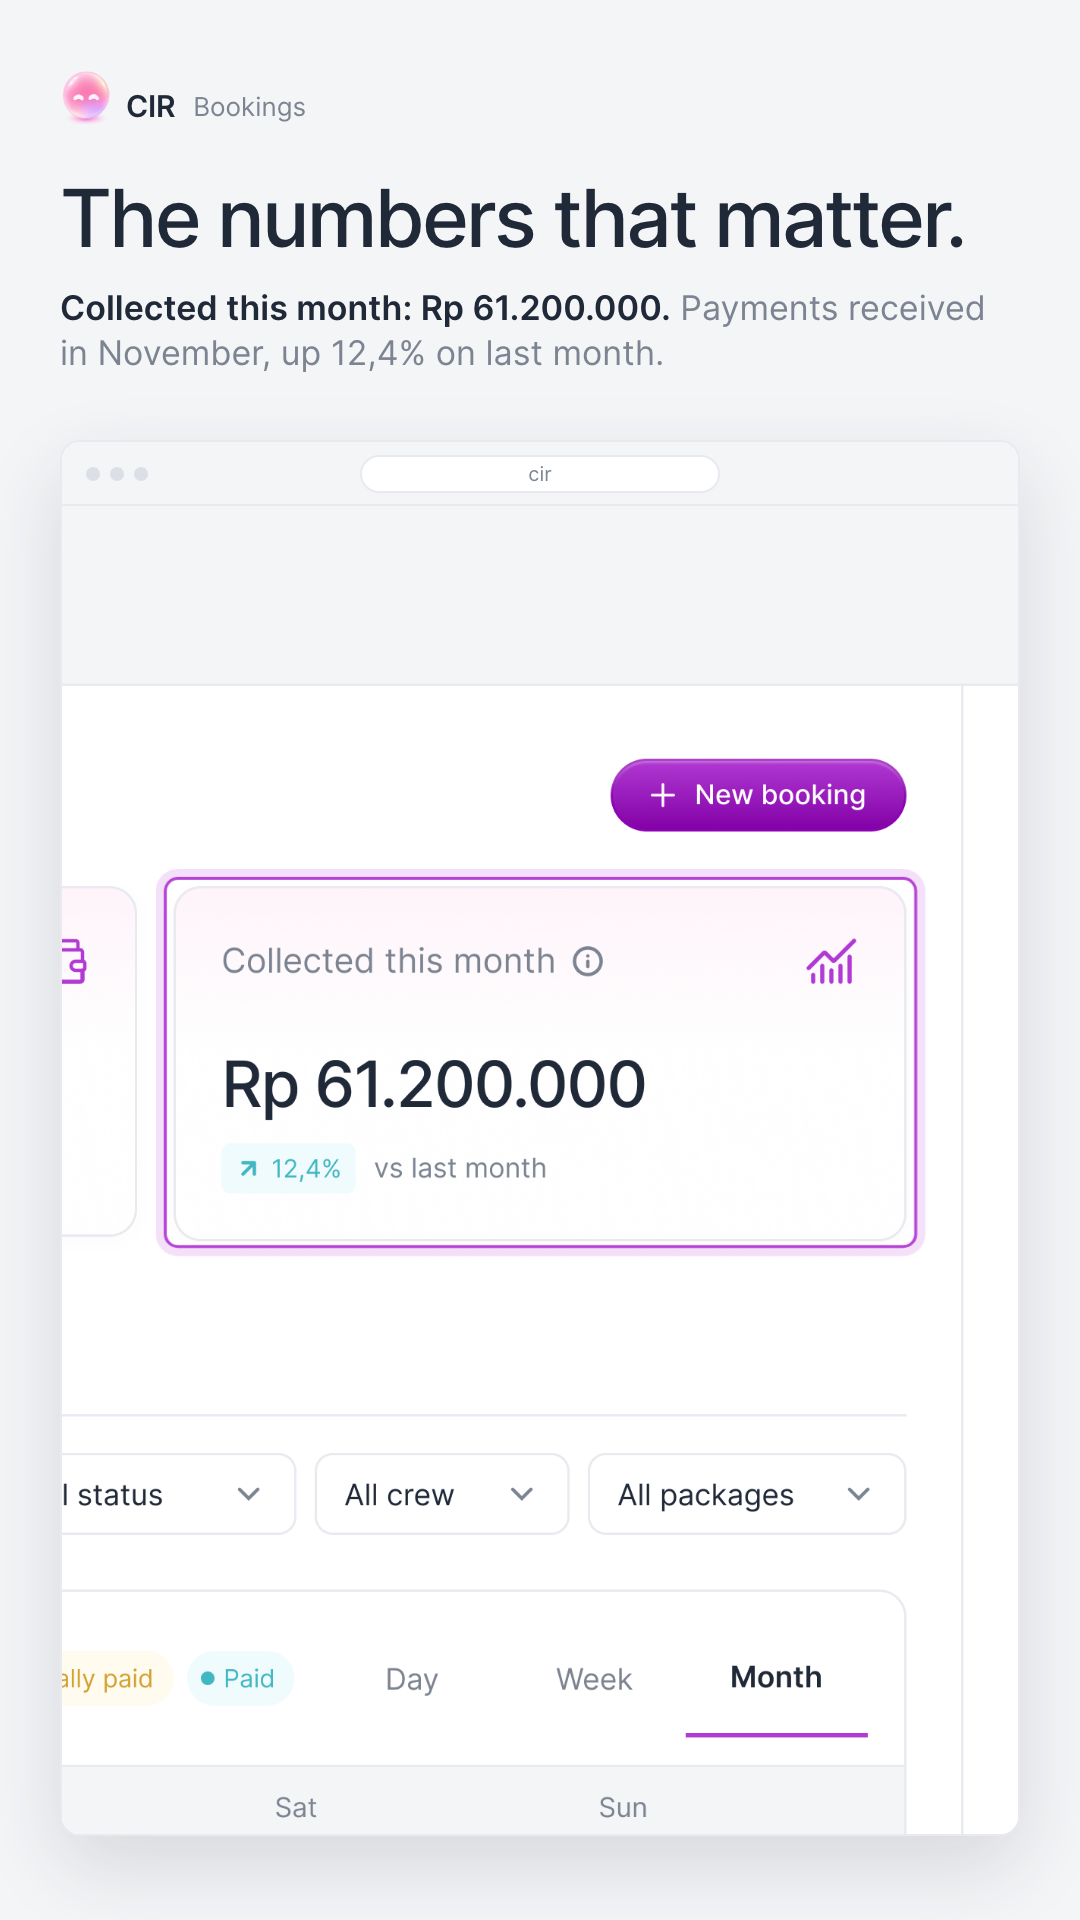 CIR Bookings
The numbers that matter.
Collected this month: Rp 61.200.000. Payments received
in November, up 12,4% on last month.
cir
New booking
Collected this month
Rp 61.200.000
12,4% vs last month
status
All crew
All packages
paid
Paid
Day
Week
Month
Sat
Sun